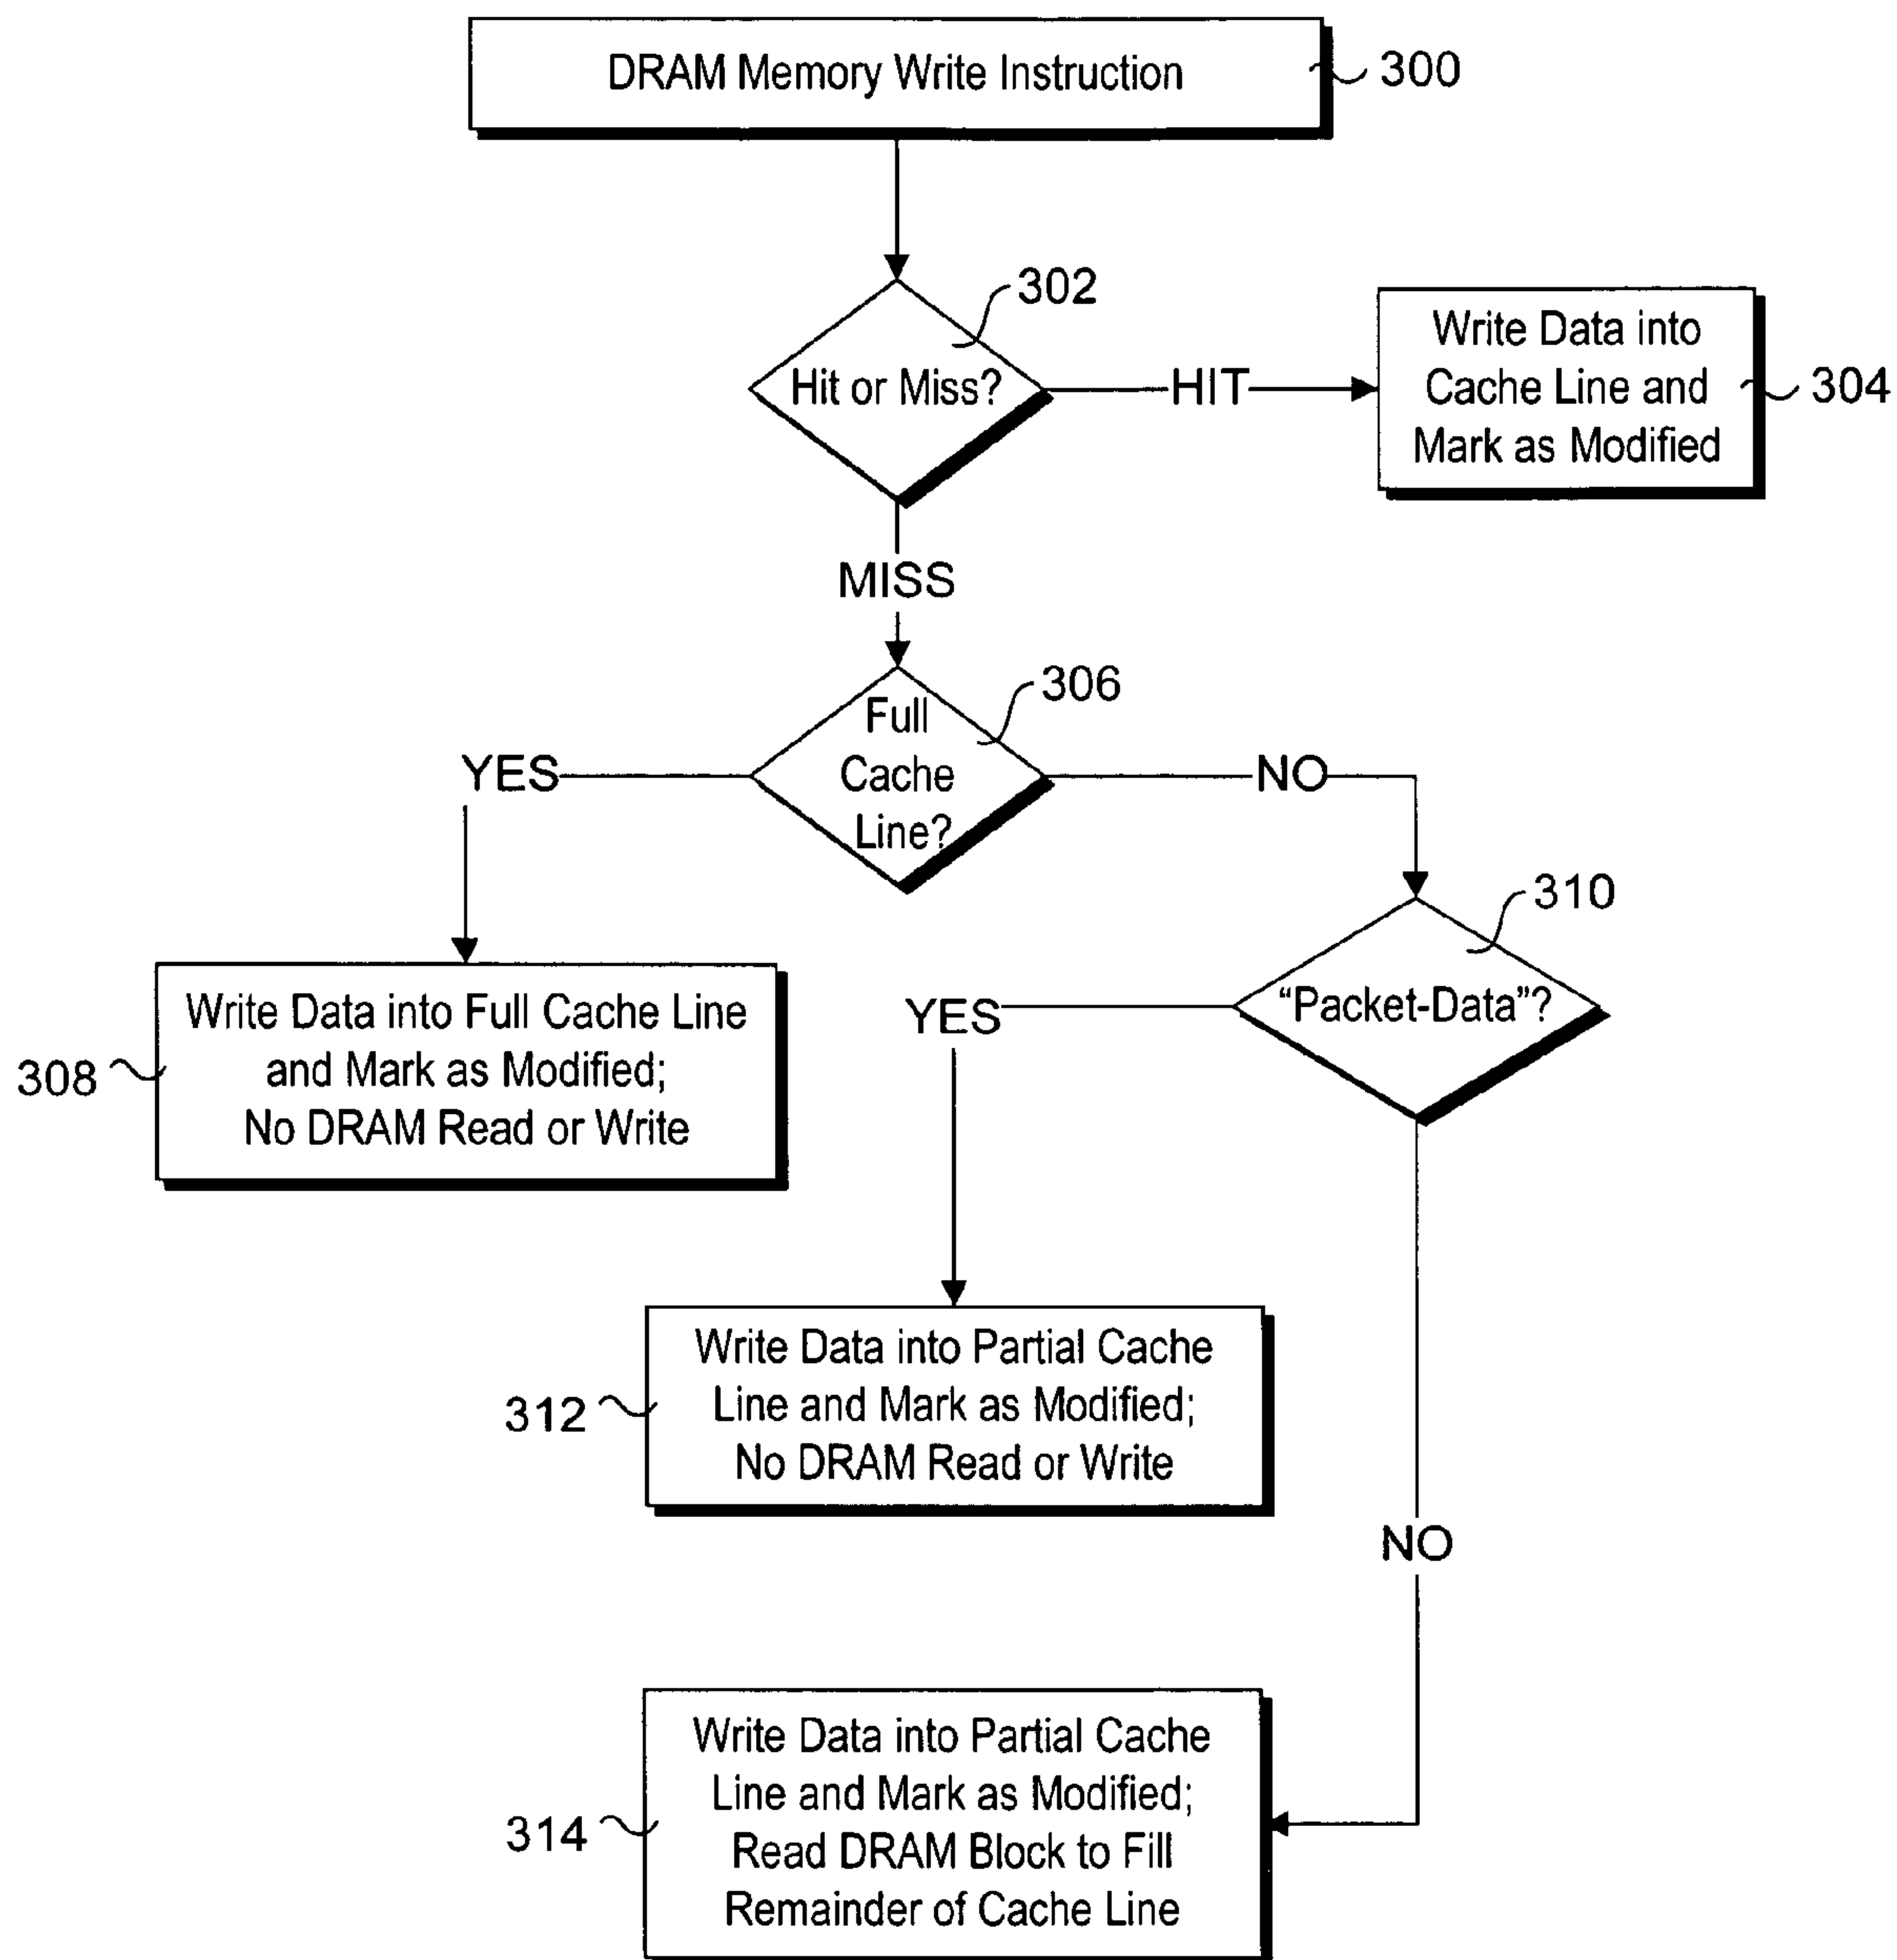 DRAM Memory Write Instruction
300
302
Hit or Miss?
HIT
Write Data into
Cache Line and
Mark as Modified
304
MISS
306
Full
Cache
Line?
YES
NO
310
"Packet-Data"?
308
Write Data into Full Cache Line
and Mark as Modified;
No DRAM Read or Write
YES
312
Write Data into Partial Cache
Line and Mark as Modified;
No DRAM Read or Write
NO
314
Write Data into Partial Cache
Line and Mark as Modified;
Read DRAM Block to Fill
Remainder of Cache Line